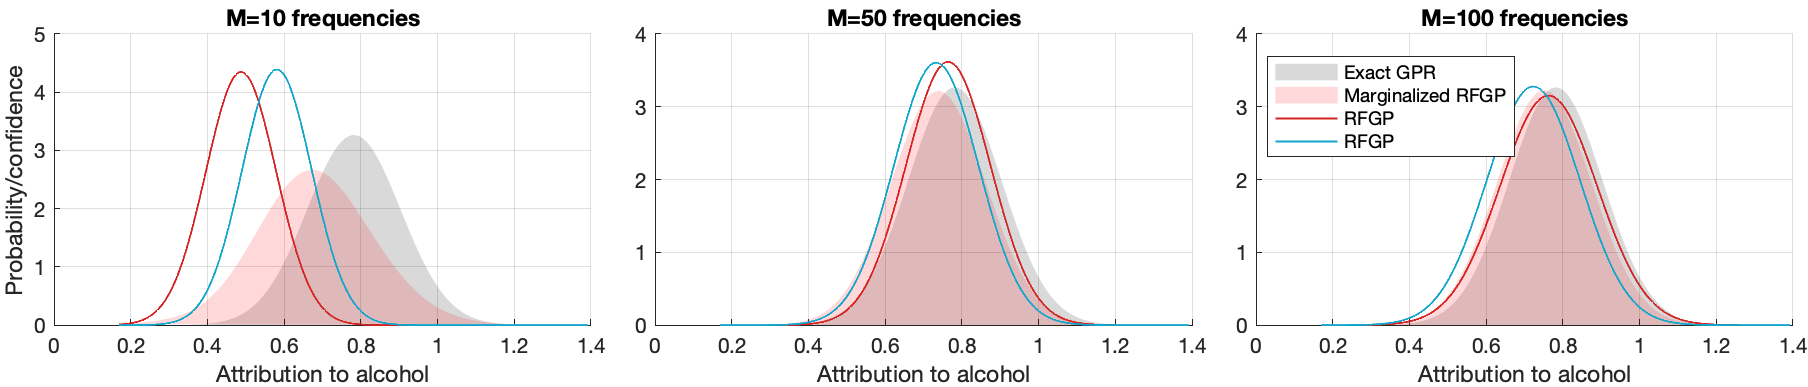 M=10 frequencies
Probability/confidence
5
4
3
2
1
0
0 0.2 0.4 0.6 0.8 1 1.2 1.4
Attribution to alcohol
M=50 frequencies
4
3
2
1
0
0 0.2 0.4 0.6 0.8 1 1.2 1.4
Attribution to alcohol
M=100 frequencies
4
3
2
1
0
Exact GPR
Marginalized RFGP
RFGP
RFGP
0 0.2 0.4 0.6 0.8 1 1.2 1.4
Attribution to alcohol